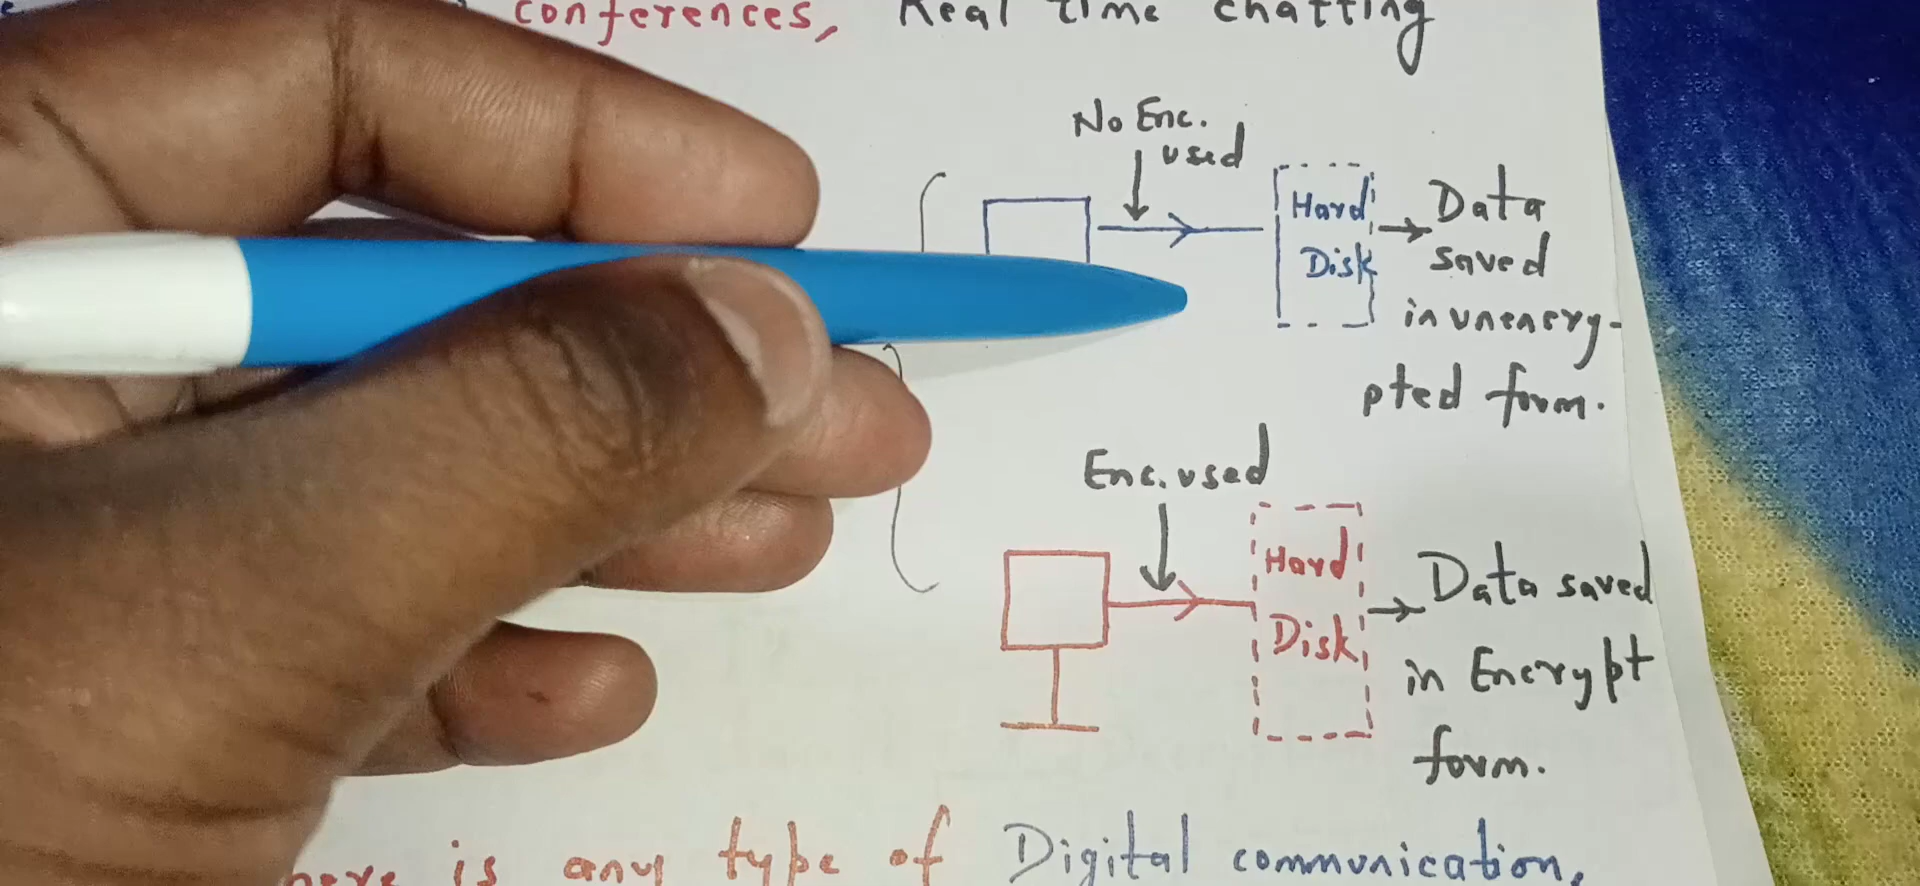 conferences, Real time chatting
No Enc.
used
Hard
Disk
Data
saved
in unencry-
pted form.
Enc. used
Hard
Disk
Data saved
in Encrypt
form.
is any type of Digital communication,